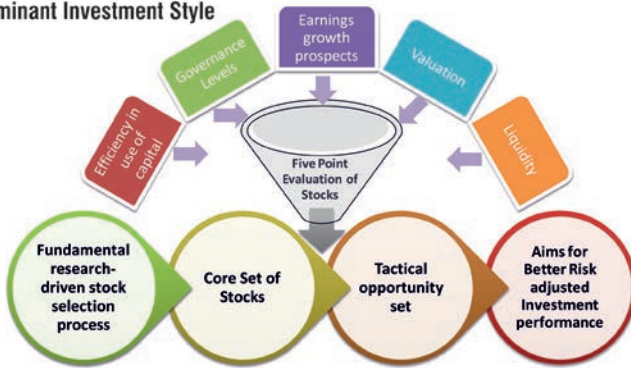 minant Investment Style
Earnings
growth
prospects
Governance
Levels
Valuation
Efficiency in
use of
capital
Liquidity
Five Point
Evaluation of
Stocks
Fundamental
research-
driven stock
selection
process
Core Set of
Stocks
Tactical
opportunity
set
Aims for
Better Risk
adjusted
Investment
performance